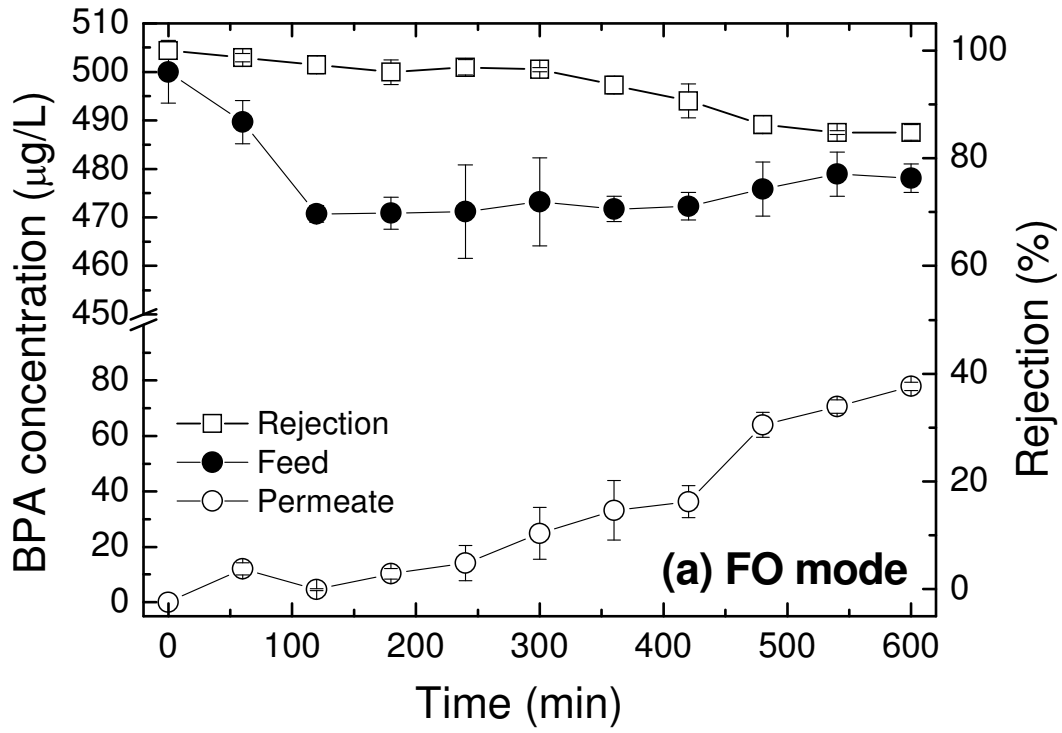 510
500
490
480
470
460
450
80
60
40
20
0
BPA concentration (μg/L)
100
80
60
40
20
0
Rejection (%)
Rejection
Feed
Permeate
(a) FO mode
0 100 200 300 400 500 600
Time (min)